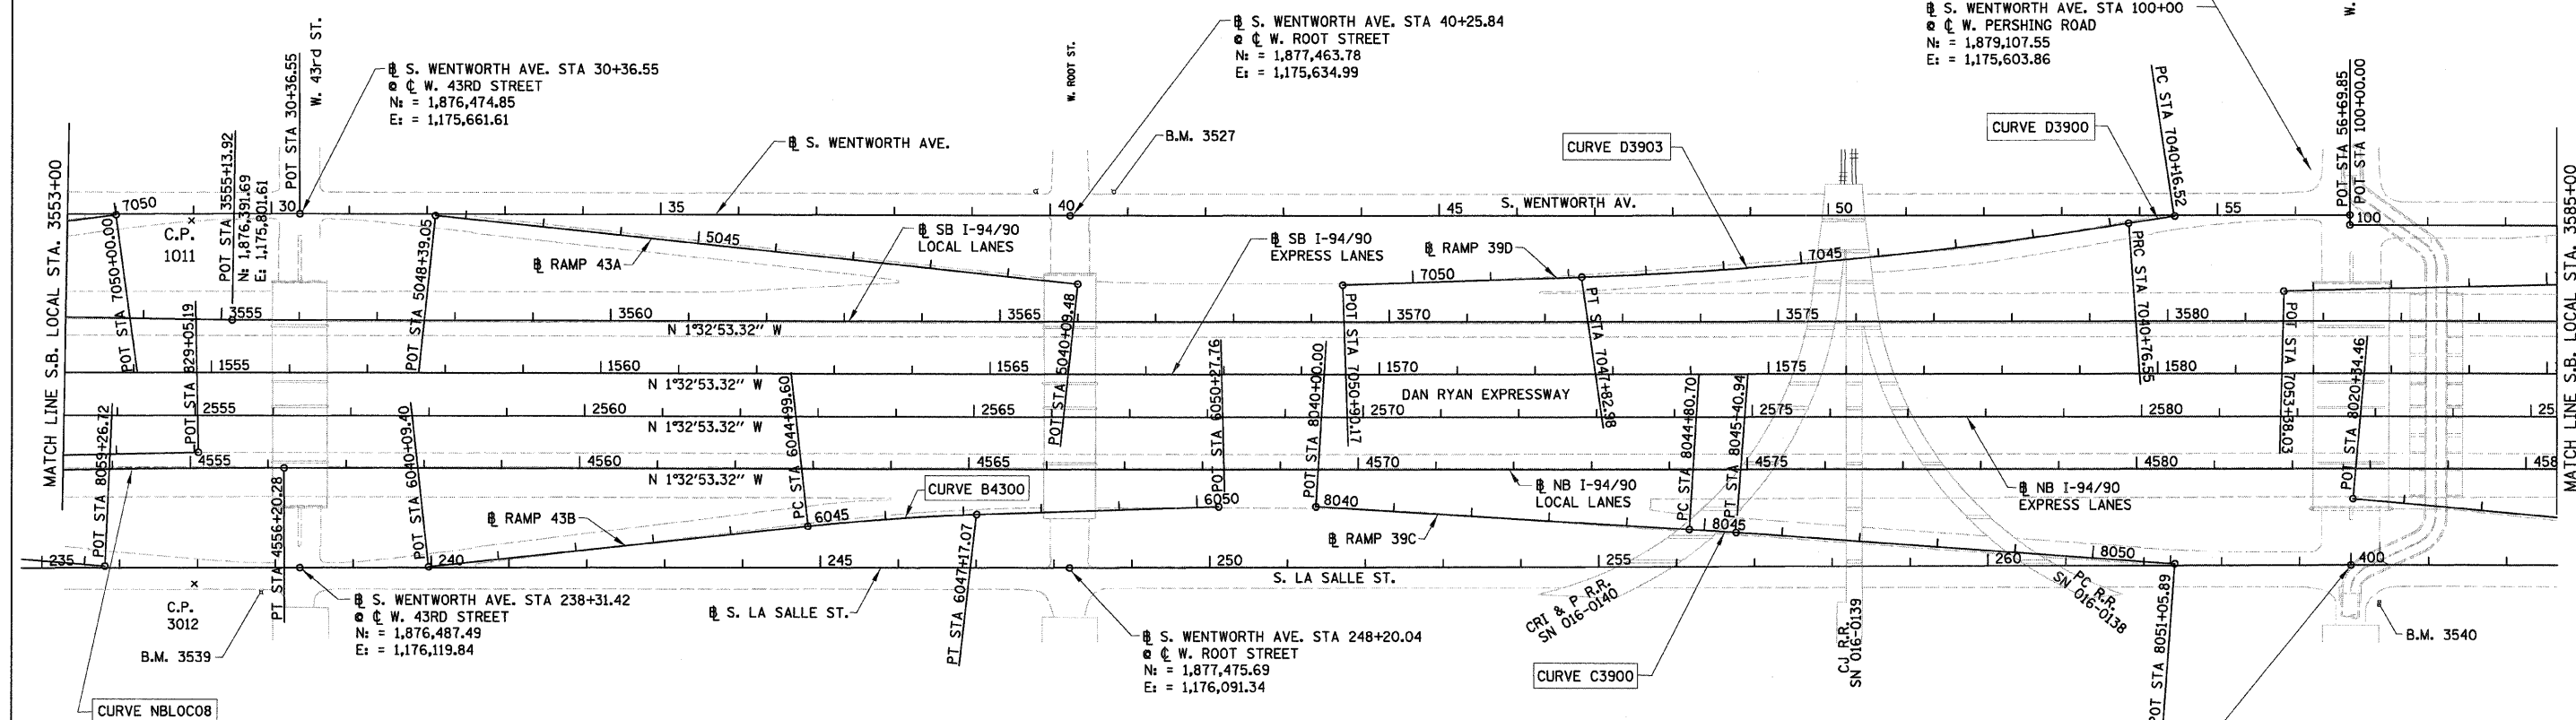 W. 43rd ST.
POT STA 30+36.55
℄ S. WENTWORTH AVE. STA 30+36.55
@ ℄ W. 43RD STREET
N: = 1,876,474.85
E: = 1,175,661.61
W. ROOT ST.
℄ S. WENTWORTH AVE. STA 40+25.84
@ ℄ W. ROOT STREET
N: = 1,877,463.78
E: = 1,175,634.99
℄ S. WENTWORTH AVE. STA 100+00
@ ℄ W. PERSHING ROAD
N: = 1,879,107.55
E: = 1,175,603.86
W.
PC STA 7040+16.52
POT STA 56+69.85
POT STA 100+00.00
MATCH LINE S.B. LOCAL STA. 3553+00
MATCH LINE S.B. LOCAL STA. 3585+00
℄ S. WENTWORTH AVE.
B.M. 3527
CURVE D3903
CURVE D3900
7050
C.P.
1011
POT STA 3555+13.92
N: = 1,876,391.69
E: = 1,175,801.61
30
35
40
45
S. WENTWORTH AV.
50
55
100
POT STA 7050+00.00
POT STA 829+05.19
POT STA 5048+39.05
5045
℄ RAMP 43A
℄ SB I-94/90
LOCAL LANES
POT STA 5040+09.48
℄ SB I-94/90
EXPRESS LANES
℄ RAMP 39D
7050
7045
POT STA 7050+90.17
PT STA 7047+82.98
PRC STA 7040+76.55
POT STA 7053+38.03
3555
3560
N 1°32'53.32" W
3565
3570
3575
3580
1555
1560
N 1°32'53.32" W
1565
1570
1575
1580
DAN RYAN EXPRESSWAY
2555
2560
N 1°32'53.32" W
2565
2570
2575
2580
25
4555
4560
N 1°32'53.32" W
4565
4570
4575
4580
458
POT STA 8059+26.72
PT STA 4556+20.28
POT STA 6040+09.40
PC STA 6044+99.60
POT STA 6050+27.76
POT STA 8040+00.00
PC STA 8044+80.70
PT STA 8045+40.94
POT STA 8020+34.46
CURVE B4300
℄ NB I-94/90
LOCAL LANES
℄ NB I-94/90
EXPRESS LANES
℄ RAMP 43B
6045
6050
8040
8045
8050
℄ RAMP 39C
PT STA 6047+17.07
235
240
245
250
S. LA SALLE ST.
255
260
400
C.P.
3012
B.M. 3539
℄ S. WENTWORTH AVE. STA 238+31.42
@ ℄ W. 43RD STREET
N: = 1,876,487.49
E: = 1,176,119.84
℄ S. LA SALLE ST.
℄ S. WENTWORTH AVE. STA 248+20.04
@ ℄ W. ROOT STREET
N: = 1,877,475.69
E: = 1,176,091.34
CRI & P R.R.
SN 016-0140
CJ R.R.
SN 016-0139
PC R.R.
SN 016-0138
CURVE C3900
POT STA 8051+05.89
B.M. 3540
CURVE NBLOC08